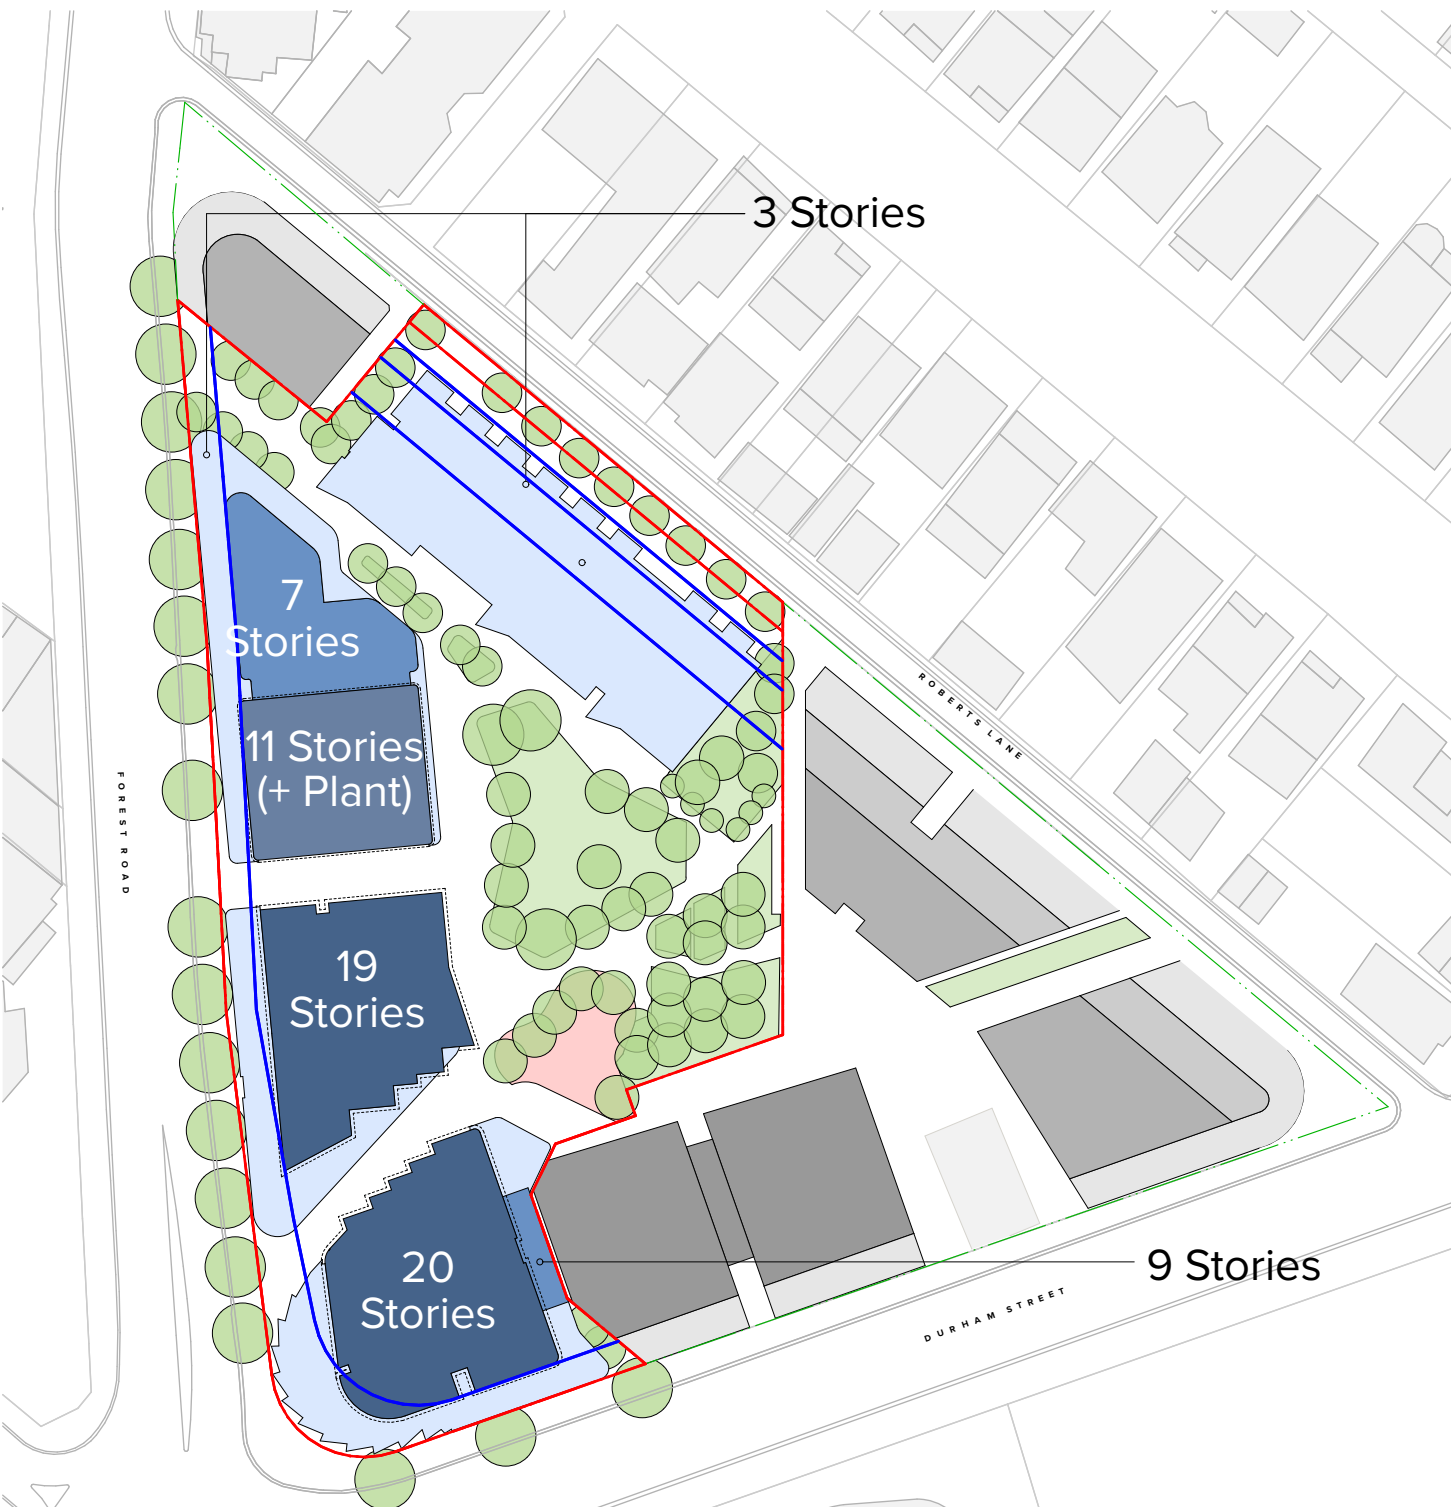 3 Stories
7
Stories
11 Stories
(+ Plant)
ROBERTS LANE
FOREST ROAD
19
Stories
20
Stories
9 Stories
DURHAM STREET